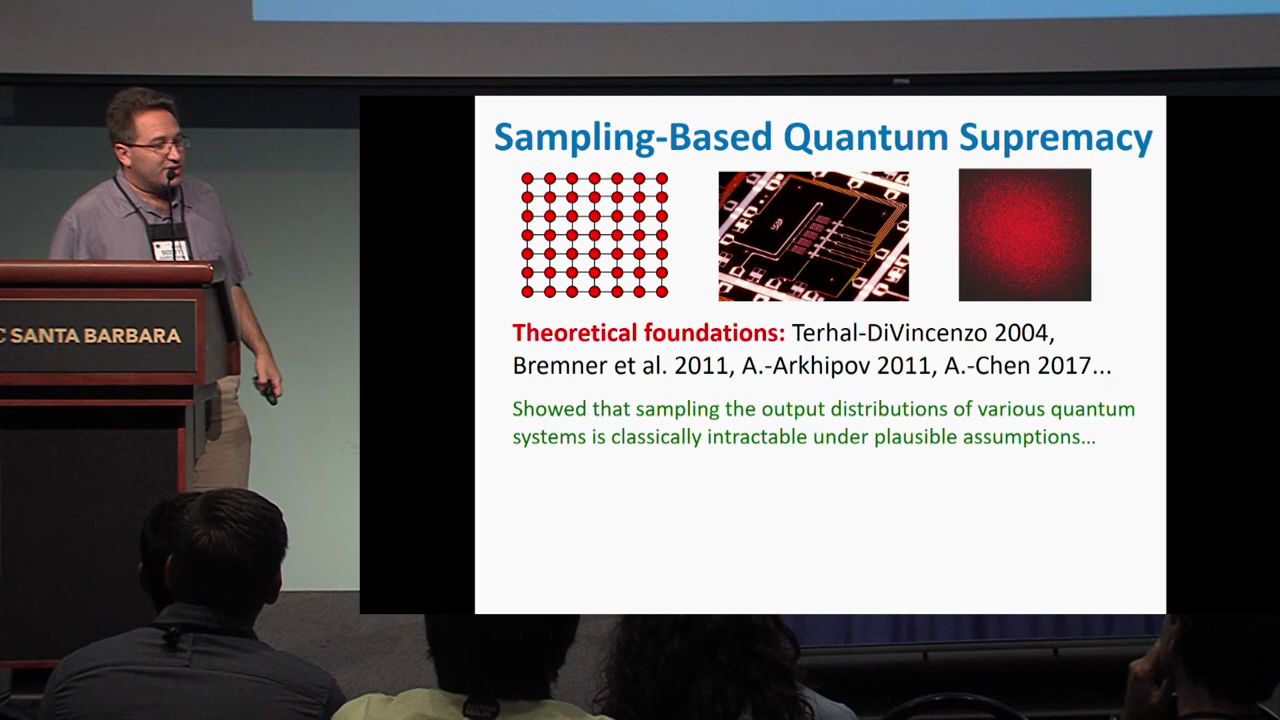 Sampling-Based Quantum Supremacy
Theoretical foundations: Terhal-DiVincenzo 2004,
Bremner et al. 2011, A.-Arkhipov 2011, A.-Chen 2017...
Showed that sampling the output distributions of various quantum
systems is classically intractable under plausible assumptions...
C SANTA BARBARA